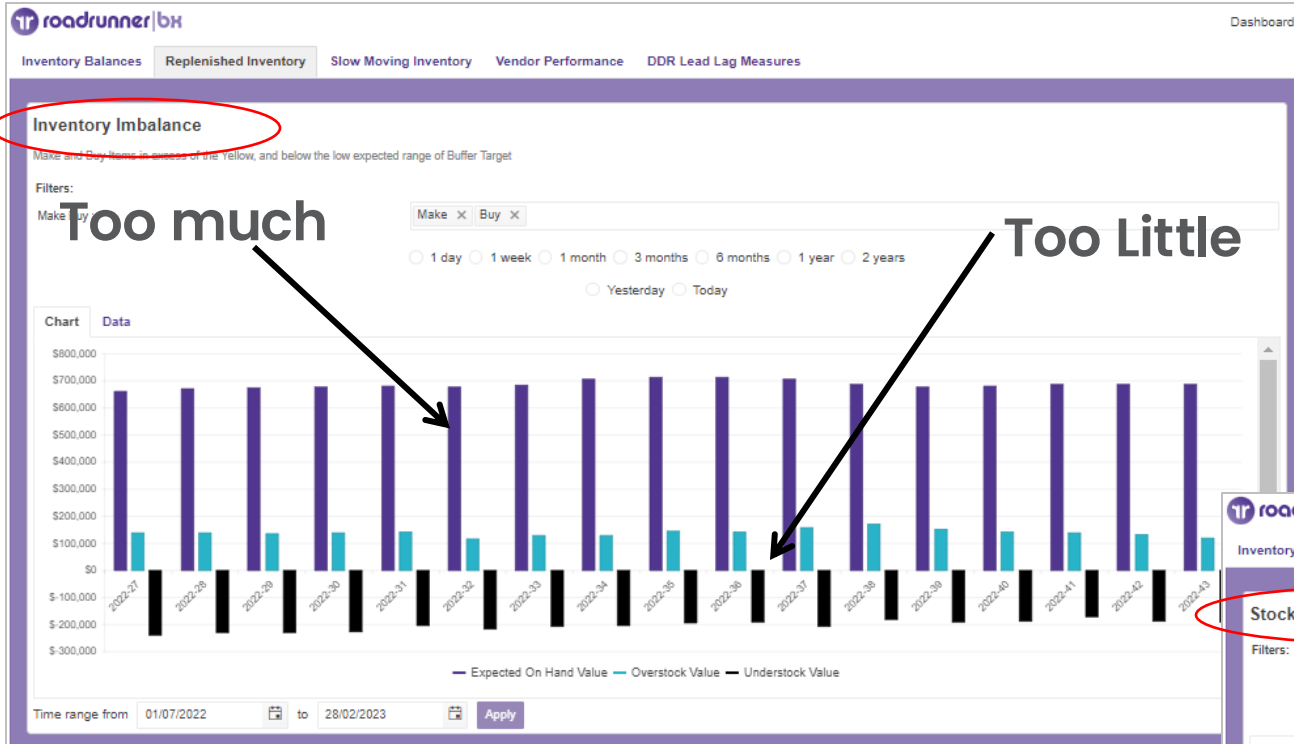 roadrunner|bx
Dashboard
Inventory Balances Replenished Inventory Slow Moving Inventory Vendor Performance DDR Lead Lag Measures
Inventory Imbalance
Make and Buy Items in excess of the Yellow, and below the low expected range of Buffer Target
Filters:
Make Buy
Make × Buy ×
Too much
Too Little
1 day 1 week 1 month 3 months 6 months 1 year 2 years
Yesterday Today
Chart Data
$800,000
$700,000
$600,000
$500,000
$400,000
$300,000
$200,000
$100,000
$0
$-100,000
$-200,000
$-300,000
2022-27 2022-28 2022-29 2022-30 2022-31 2022-32 2022-33 2022-34 2022-35 2022-36 2022-37 2022-38 2022-39 2022-40 2022-41 2022-42 2022-43
Expected On Hand Value Overstock Value Understock Value
Time range from 01/07/2022 to 28/02/2023 Apply
Inventory
Stock
Filters: